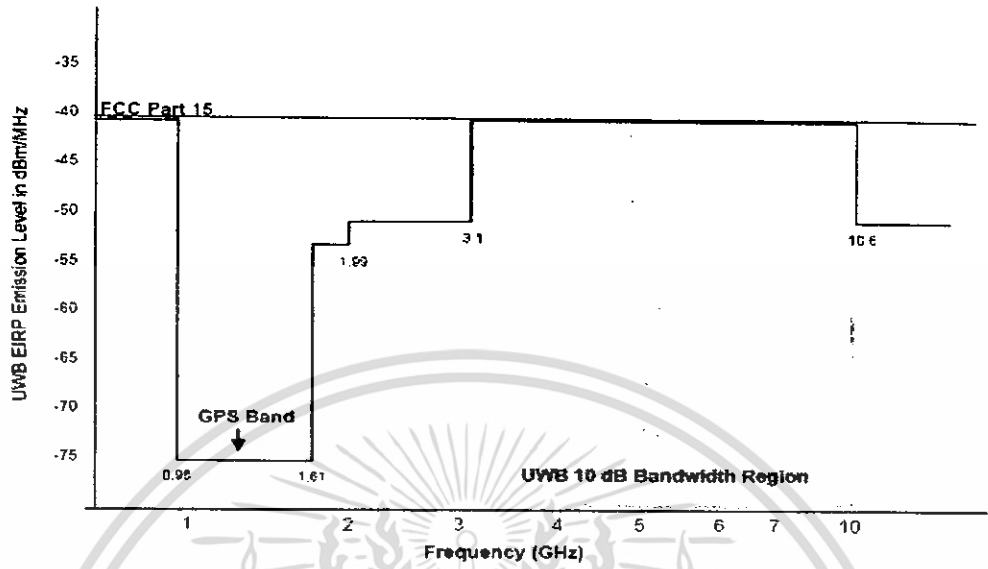 UWB EIRP Emission Level in dBm/MHz
-35
-40
-45
-50
-55
-60
-65
-70
-75
FCC Part 15
GPS Band
0.96
1.61
1.99
3.1
10.6
UWB 10 dB Bandwidth Region
1 2 3 4 5 6 7 10
Frequency (GHz)